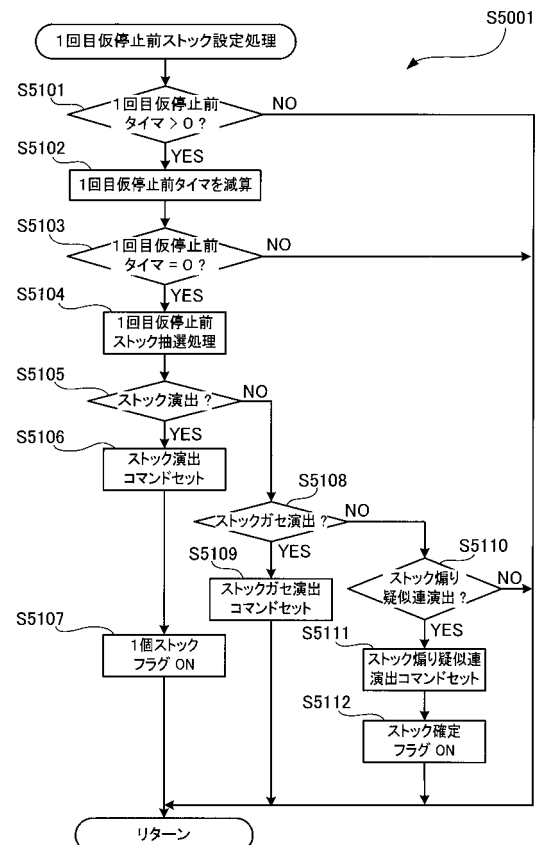 S5001
1回目仮停止前ストック設定処理
S5101
1回目仮停止前
タイマ > 0 ?
NO
YES
S5102
1回目仮停止前タイマを減算
S5103
1回目仮停止前
タイマ = 0 ?
NO
YES
S5104
1回目仮停止前
ストック抽選処理
S5105
ストック演出 ?
NO
YES
S5106
ストック演出
コマンドセット
S5108
ストックガセ演出 ?
NO
YES
S5109
ストックガセ演出
コマンドセット
S5110
ストック煽り
疑似連演出 ?
NO
YES
S5107
1個ストック
フラグ ON
S5111
ストック煽り疑似連
演出コマンドセット
S5112
ストック確定
フラグ ON
リターン